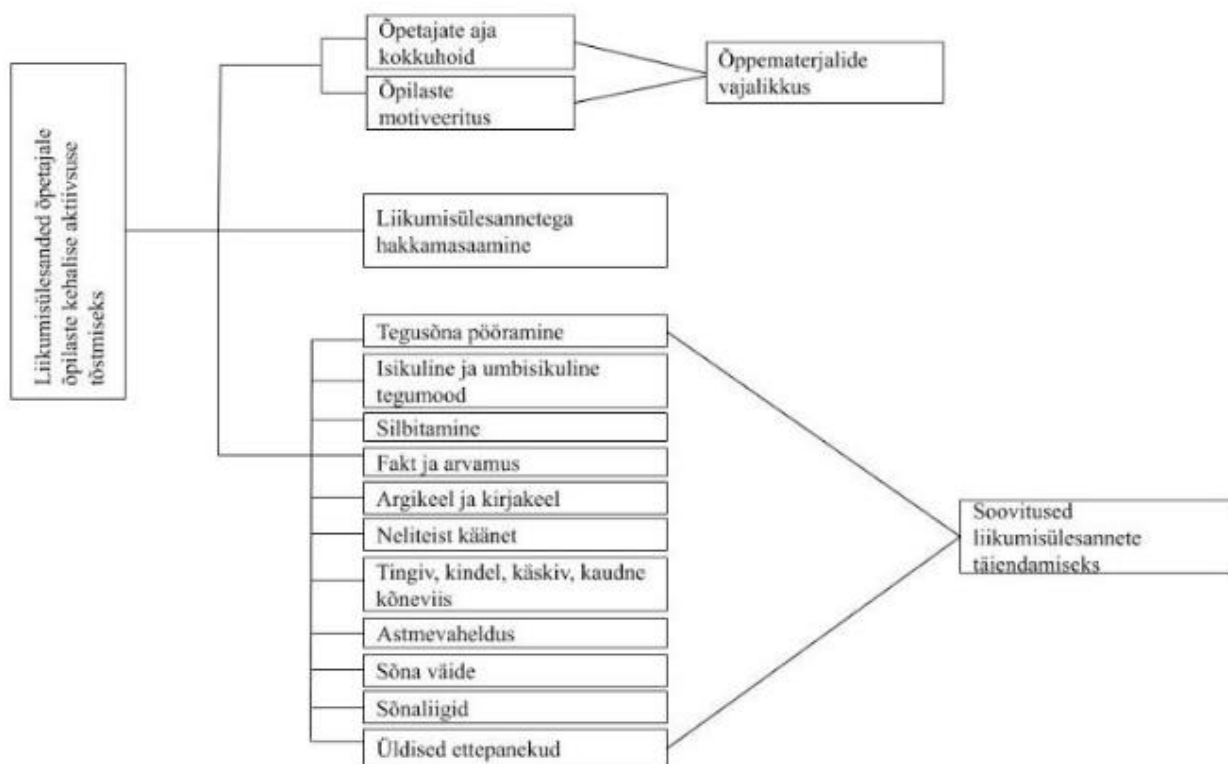 Liikumisülesanded õpetajale
õpilaste kehalise aktiivsuse
tõstmiseks
Õpetajate aja
kokkuhoid
Õpilaste
motiveeritus
Õppematerjalide
vajalikkus
Liikumisülesannetega
hakkamasaamine
Tegusõna pööramine
Isikuline ja umbisikuline
tegumood
Silbitamine
Fakt ja arvamus
Argikeel ja kirjakeel
Neliteist käänet
Tingiv, kindel, käskiv, kaudne
kõneviis
Astmevaheldus
Sõna väide
Sõnaliigid
Üldised ettepanekud
Soovitused
liikumisülesannete
täiendamiseks